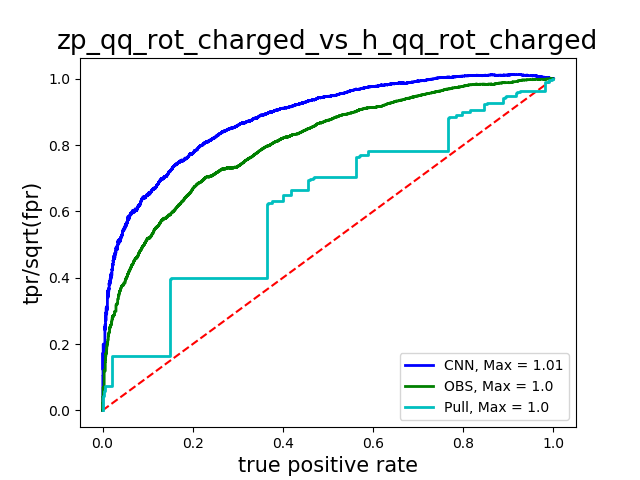 zp_qq_rot_charged_vs_h_qq_rot_charged
tpr/sqrt(fpr)
1.0
0.8
0.6
0.4
0.2
0.0
CNN, Max = 1.01
OBS, Max = 1.0
Pull, Max = 1.0
0.0 0.2 0.4 0.6 0.8 1.0
true positive rate